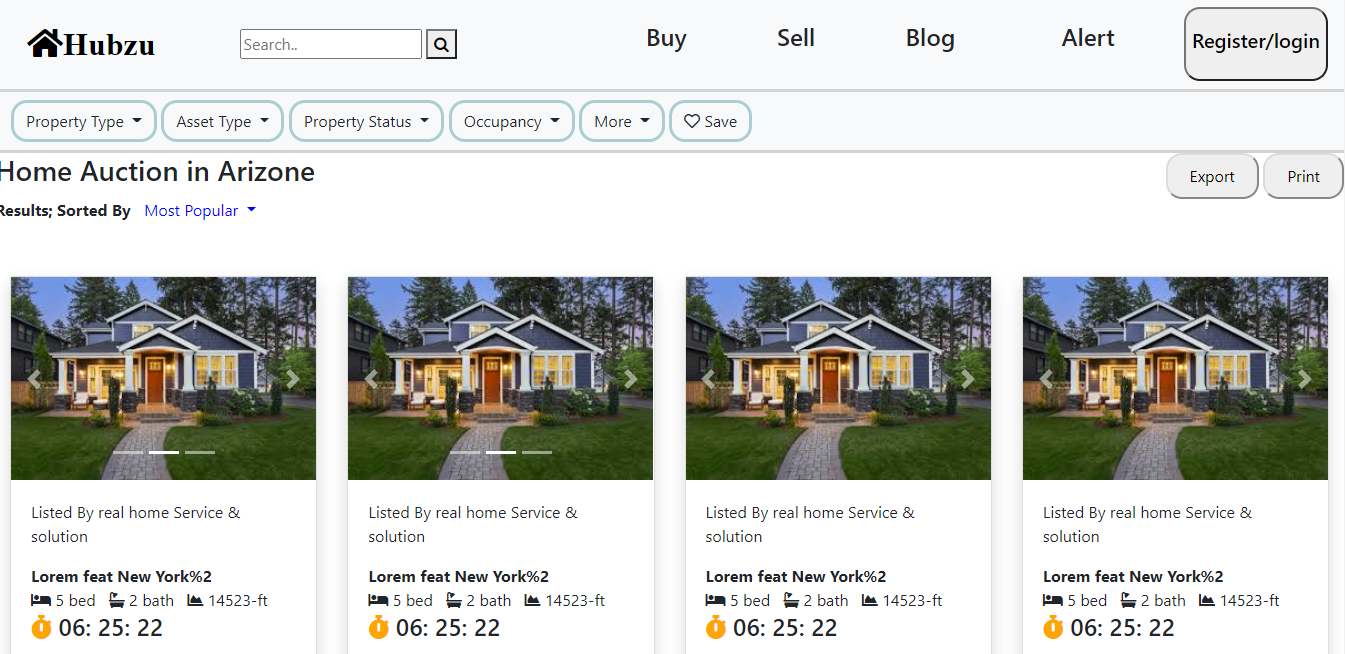 Hubzu
Search..
Buy
Sell
Blog
Alert
Register/login
Property Type
Asset Type
Property Status
Occupancy
More
Save
Home Auction in Arizone
Export
Print
Results; Sorted By Most Popular
Listed By real home Service &
solution
Lorem feat New York%2
5 bed 2 bath 14523-ft
06: 25: 22
Listed By real home Service &
solution
Lorem feat New York%2
5 bed 2 bath 14523-ft
06: 25: 22
Listed By real home Service &
solution
Lorem feat New York%2
5 bed 2 bath 14523-ft
06: 25: 22
Listed By real home Service &
solution
Lorem feat New York%2
5 bed 2 bath 14523-ft
06: 25: 22